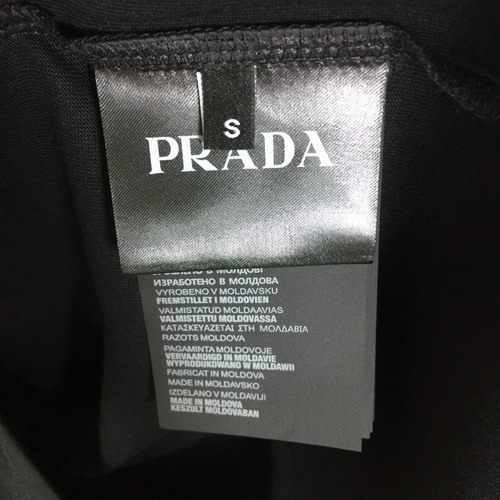 S
PRADA
ИЗРАБОТЕНО В МОЛДОВА
VYROBENO V MOLDAVSKU
FREMSTILLET I MOLDOVIEN
VALMISTATUD MOLDAAVIAS
VALMISTETTU MOLDOVASSA
ΚΑΤΑΣΚΕΥΑΖΕΤΑΙ ΣΤΗ ΜΟΛΔΑΒΙΑ
RAZOTS MOLDOVA
PAGAMINTA MOLDOVOJE
VERVAARDIGD IN MOLDAVIE
WYPRODUKOWANO W MOLDAWII
FABRICAT IN MOLDOVA
MADE IN MOLDAVSKO
IZDELANO V MOLDAVIJI
MADE IN MOLDOVA
KESZULT MOLDOVABAN